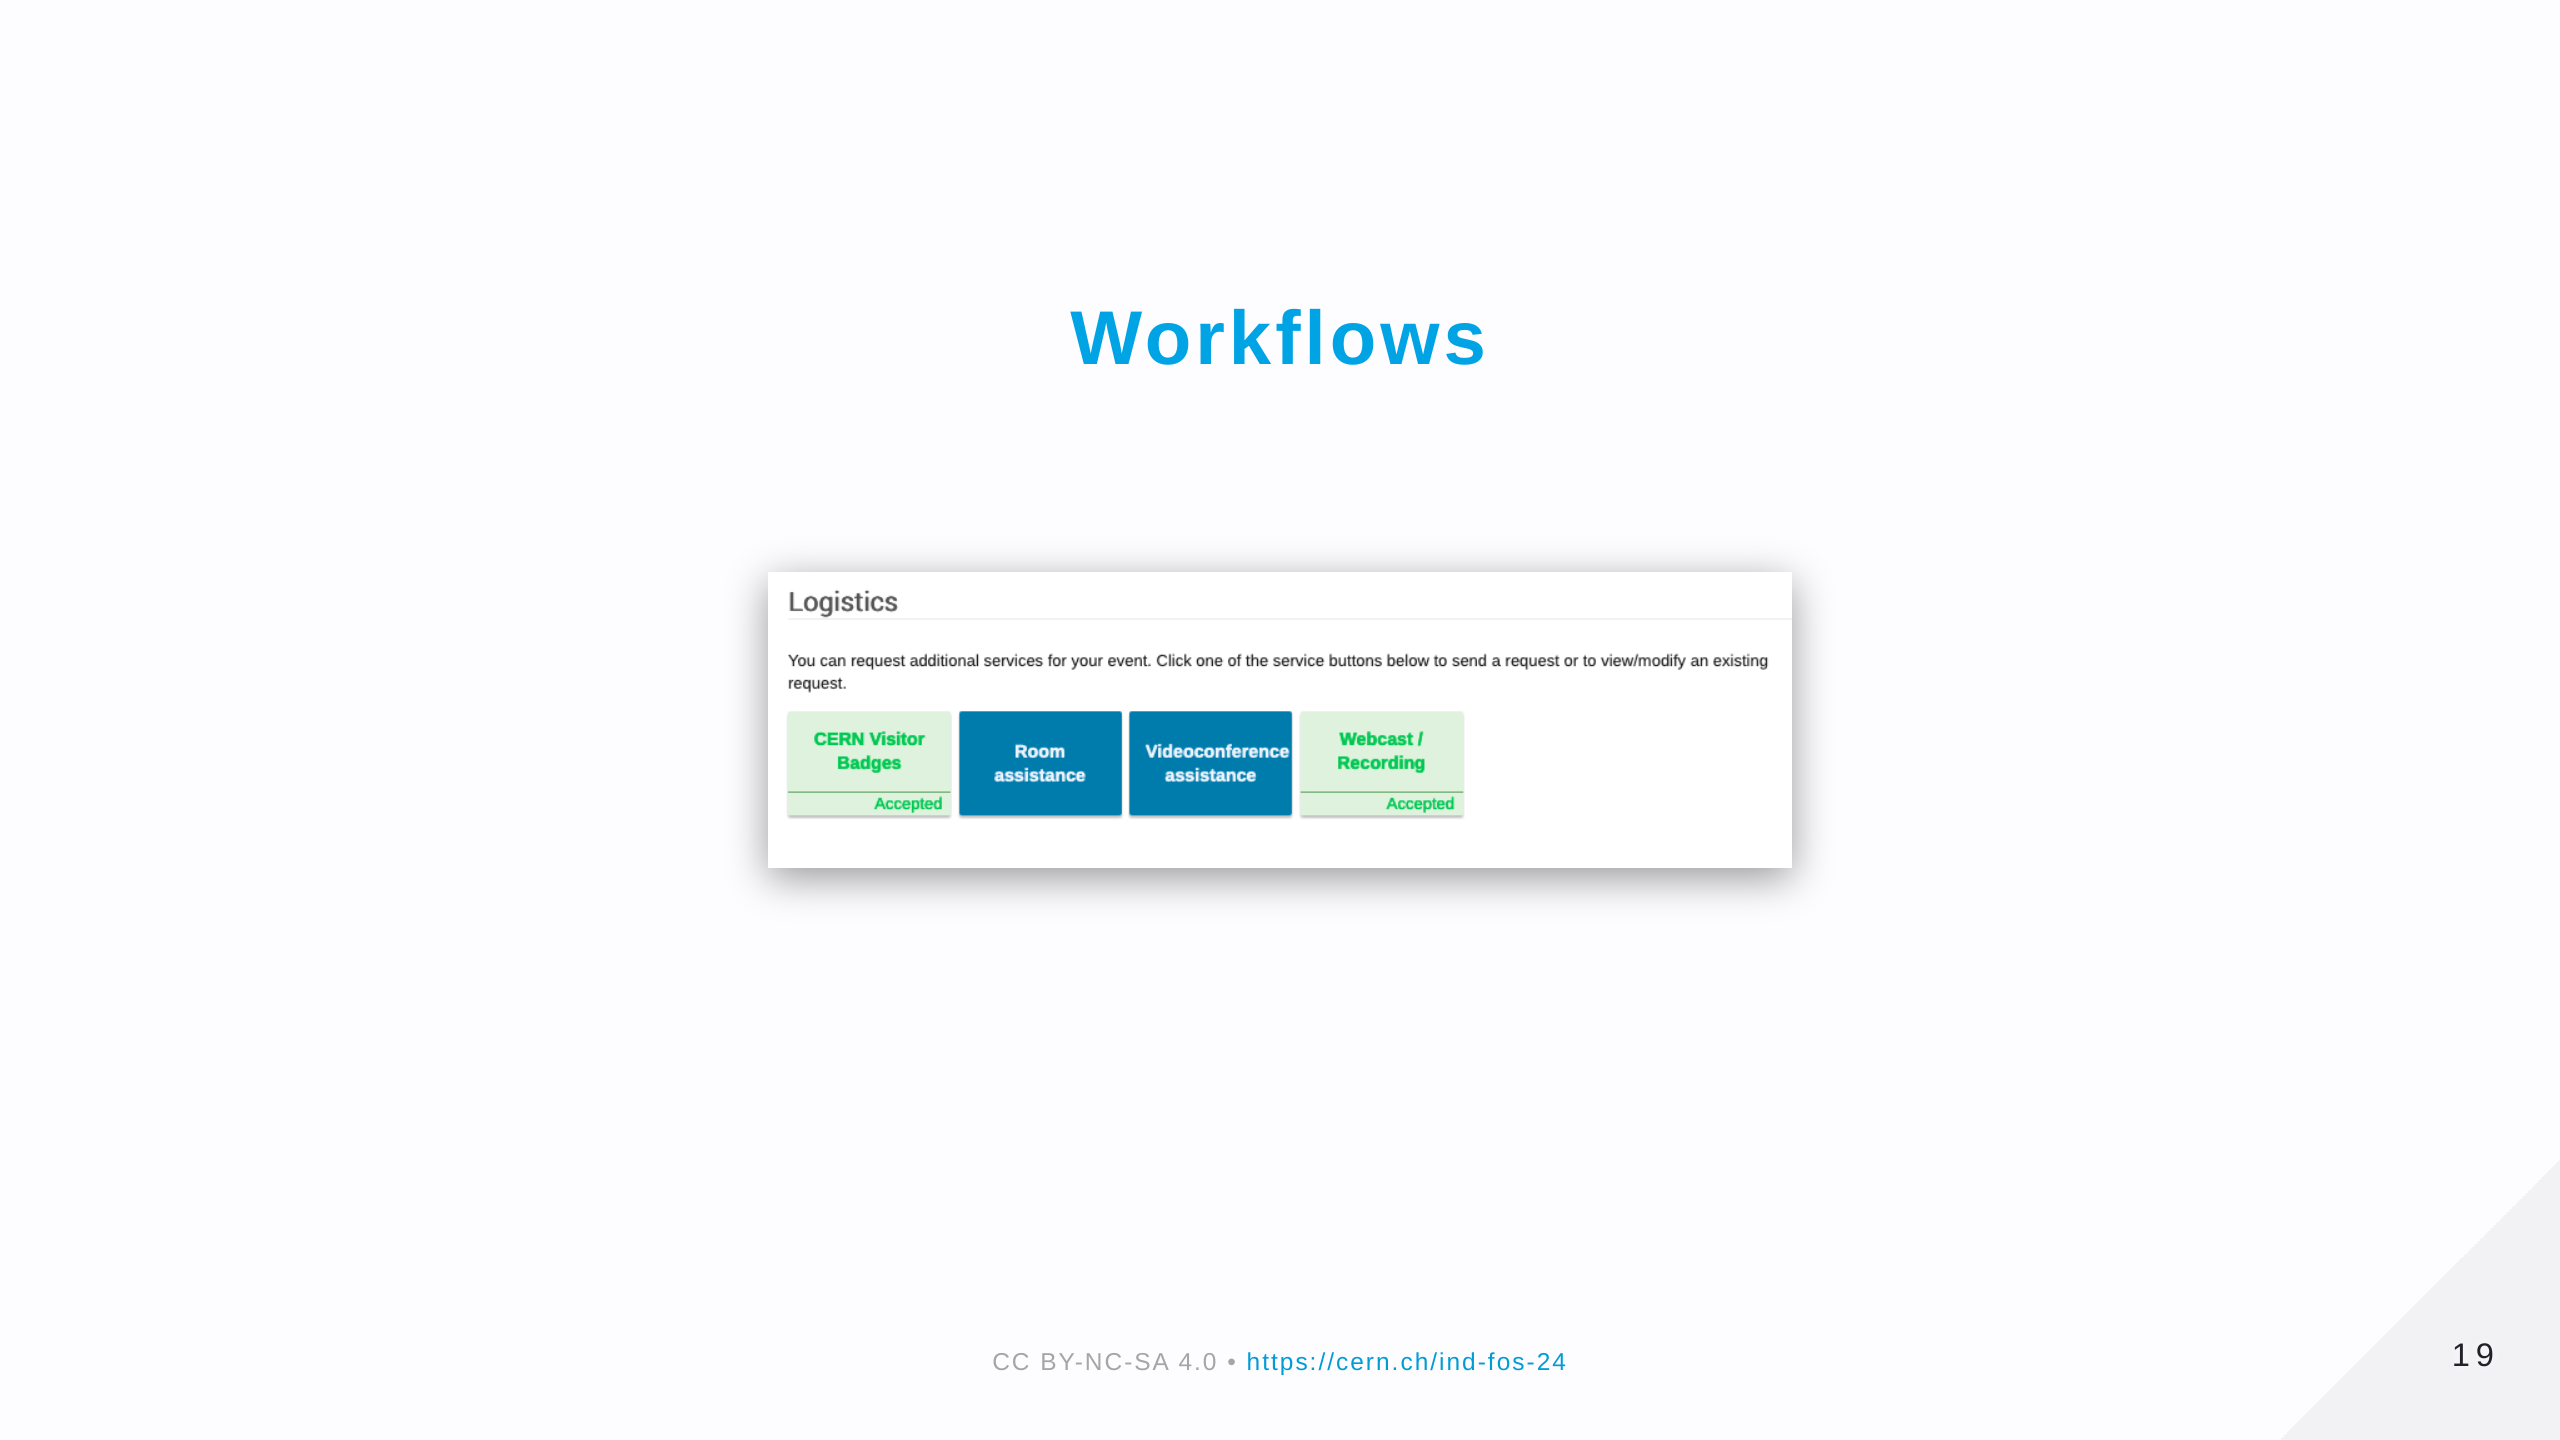 Workflows
Logistics
You can request additional services for your event. Click one of the service buttons below to send a request or to view/modify an existing
request.
CERN Visitor
Badges
Accepted
Room
assistance
Videoconference
assistance
Webcast /
Recording
Accepted
CC BY-NC-SA 4.0 • https://cern.ch/ind-fos-24
19